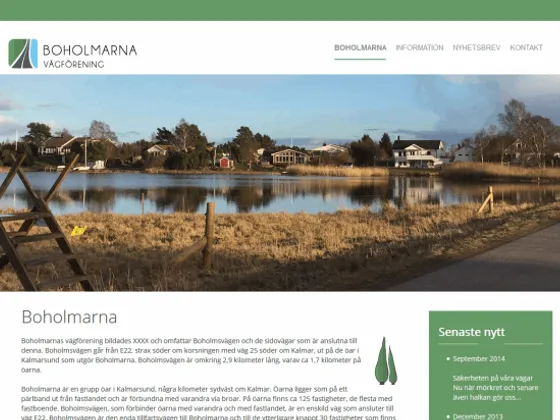 BOHOLMARNA
VÄGFÖRENING
BOHOLMARNA INFORMATION NYHETSBREV KONTAKT
Boholmarna
Boholmarnas vägförening bildades XXXX och omfattar Boholmsvägen och de sidovägar som är anslutna till
denna. Boholmsvägen går från E22, strax söder om korsningen med väg 25 söder om Kalmar, ut på de öar i
Kalmarsund som utgör Boholmarna. Boholmsvägen är omkring 2,9 kilometer lång, varav ca 1,7 kilometer på
öarna.
Boholmarna är en grupp öar i Kalmarsund, några kilometer sydväst om Kalmar. Öarna ligger som på ett
pärlband ut från fastlandet och är förbundna med varandra via broar. På öarna finns ca 125 fastigheter, de flesta med
fastboende. Boholmsvägen, som förbinder öarna med varandra och med fastlandet, är en enskild väg som ansluter till
väg E22. Boholmsvägen är den enda tillfartsvägen till Boholmarna och till de ytterligare knappt 30 fastigheter som finns
Senaste nytt
September 2014
Säkerheten på våra vägar
Nu när mörkret och senare
även halkan gör oss...
December 2013